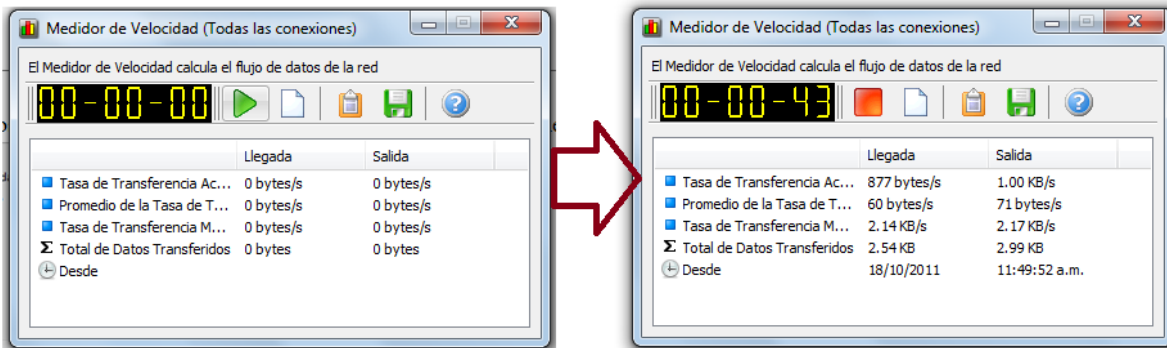 Medidor de Velocidad (Todas las conexiones)
El Medidor de Velocidad calcula el flujo de datos de la red
00-00-00
Llegada Salida
Tasa de Transferencia Ac... 0 bytes/s 0 bytes/s
Promedio de la Tasa de T... 0 bytes/s 0 bytes/s
Tasa de Transferencia M... 0 bytes/s 0 bytes/s
Σ Total de Datos Transferidos 0 bytes 0 bytes
Desde
Medidor de Velocidad (Todas las conexiones)
El Medidor de Velocidad calcula el flujo de datos de la red
00-00-43
Llegada Salida
Tasa de Transferencia Ac... 877 bytes/s 1.00 KB/s
Promedio de la Tasa de T... 60 bytes/s 71 bytes/s
Tasa de Transferencia M... 2.14 KB/s 2.17 KB/s
Σ Total de Datos Transferidos 2.54 KB 2.99 KB
Desde 18/10/2011 11:49:52 a.m.